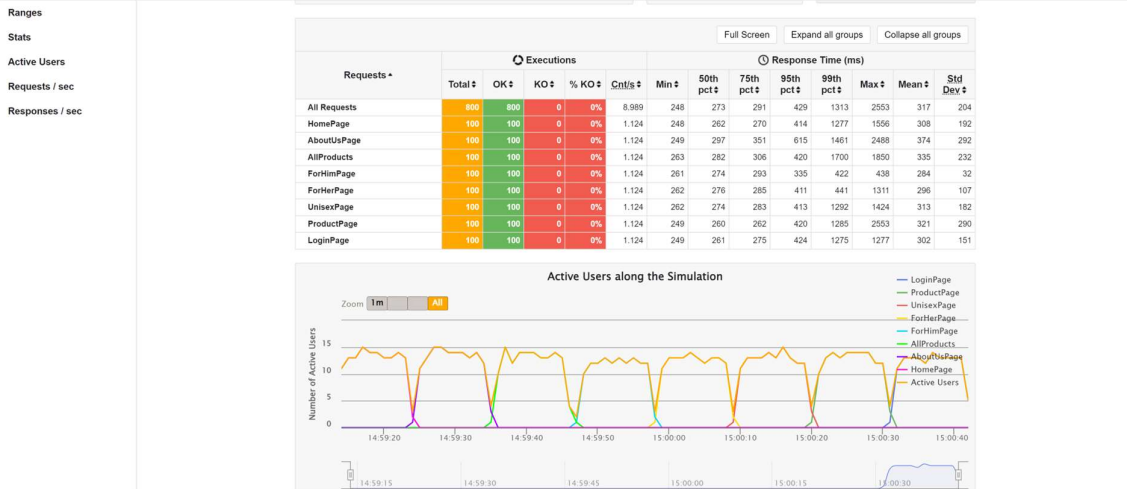 Ranges
Stats
Active Users
Requests / sec
Responses / sec
Full Screen Expand all groups Collapse all groups
Executions Response Time (ms)
Requests Total OK KO % KO Cnt/s Min 50th pct 75th pct 95th pct 99th pct Max Mean Std Dev
All Requests 800 800 0 0% 8.989 248 273 291 429 1313 2553 317 204
HomePage 100 100 0 0% 1.124 248 262 270 414 1277 1556 308 192
AboutUsPage 100 100 0 0% 1.124 249 297 351 615 1461 2488 374 292
AllProducts 100 100 0 0% 1.124 263 282 306 420 1700 1850 335 232
ForHimPage 100 100 0 0% 1.124 261 274 293 335 422 438 284 32
ForHerPage 100 100 0 0% 1.124 262 276 285 411 441 1311 296 107
UnisexPage 100 100 0 0% 1.124 262 274 283 413 1292 1424 313 182
ProductPage 100 100 0 0% 1.124 249 260 262 420 1285 2553 321 290
LoginPage 100 100 0 0% 1.124 249 261 275 424 1275 1277 302 151
Active Users along the Simulation
Zoom 1m All
LoginPage
ProductPage
UnisexPage
ForHerPage
ForHimPage
AllProducts
AboutUsPage
HomePage
Active Users
Number of Active Users
15
10
5
0
14:59:20 14:59:30 14:59:40 14:59:50 15:00:00 15:00:10 15:00:20 15:00:30 15:00:40
14:59:15 14:59:30 14:59:45 15:00:00 15:00:15 15:00:30